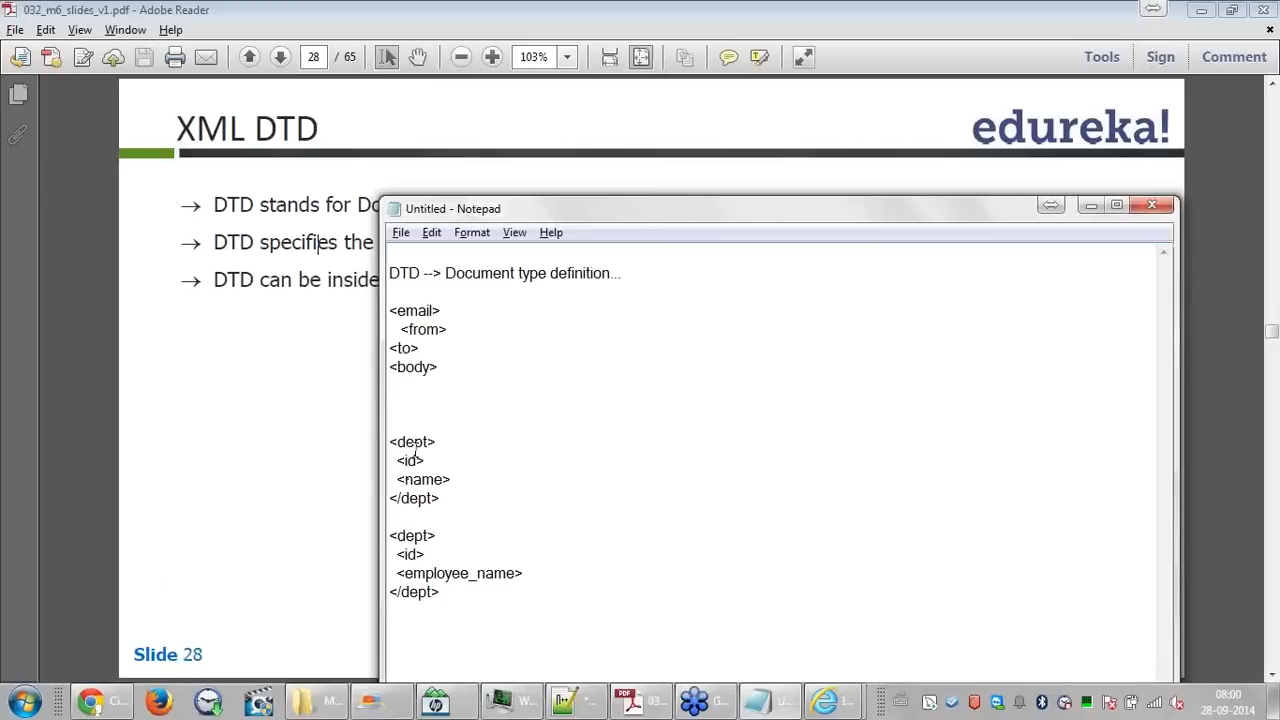 032_m6_slides_v1.pdf - Adobe Reader
File Edit View Window Help
28 / 65 103% Tools Sign Comment
XML DTD edureka!
→ DTD stands for Do
→ DTD specifies the
→ DTD can be inside
Untitled - Notepad
File Edit Format View Help
DTD --> Document type definition...
<email>
<from>
<to>
<body>
<dept>
<id>
<name>
</dept>
<dept>
<id>
<employee_name>
</dept>
Slide 28
Ci... M... W... "... PDF 03... G... U... I... 08:00
28-09-2014